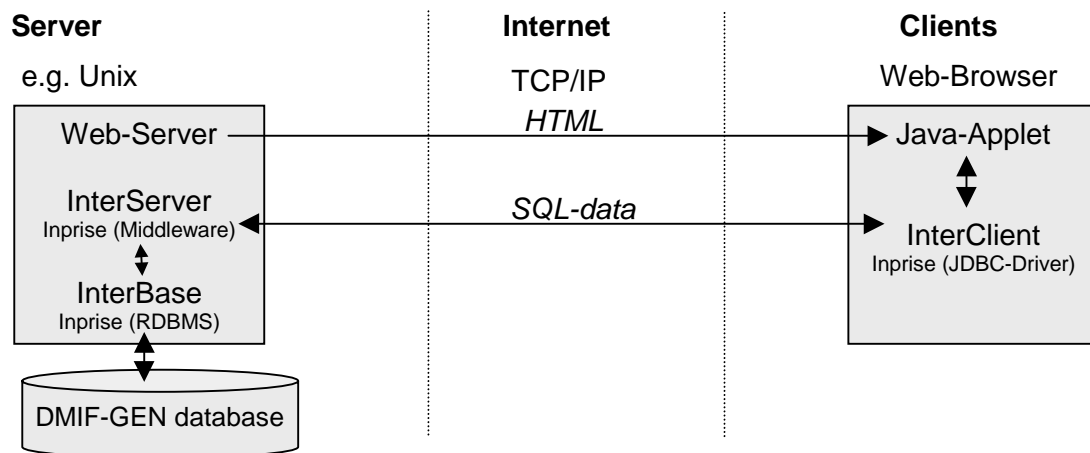 Server
Internet
Clients
e.g. Unix
TCP/IP
Web-Browser
Web-Server
HTML
Java-Applet
InterServer
Inprise (Middleware)
SQL-data
InterClient
Inprise (JDBC-Driver)
InterBase
Inprise (RDBMS)
DMIF-GEN database